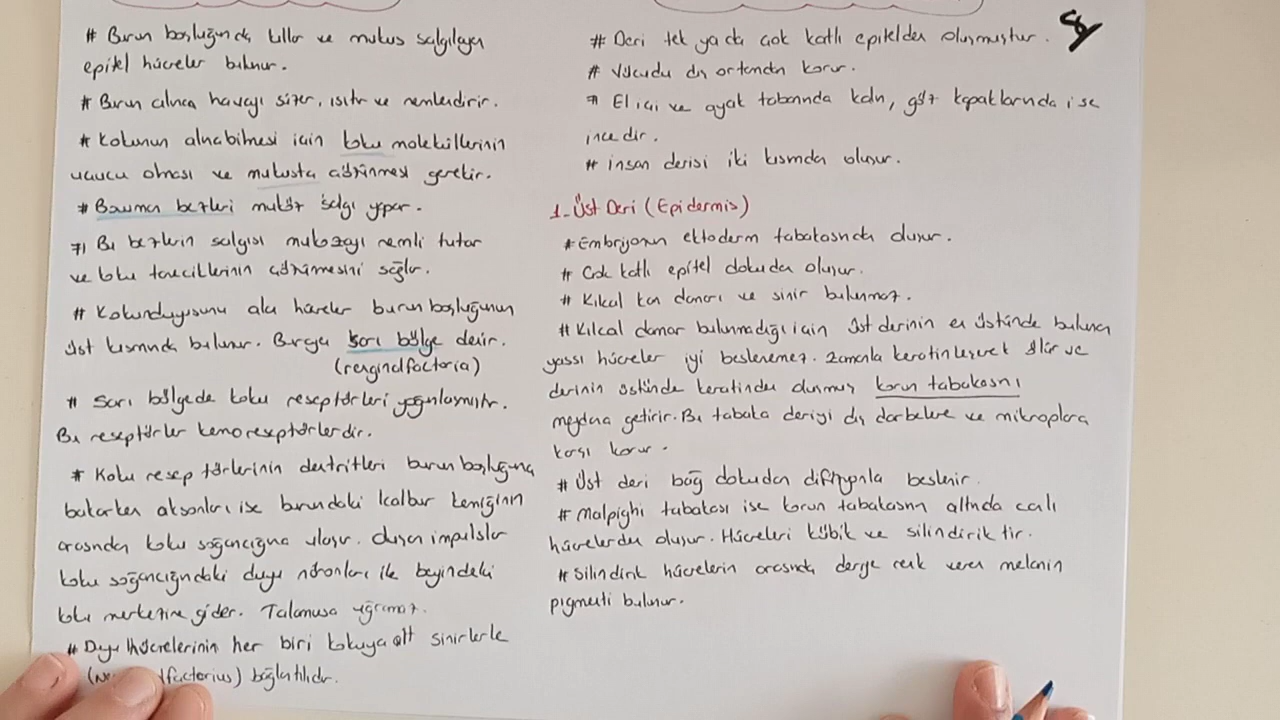 # Burun boşluğunda kıllar ve mukus salgılayan
epitel hücreler bulunur.
# Burun alınan havayı süzer, ısıtır ve nemlendirir.
# Kokunun alınabilmesi için koku moleküllerinin
uçucu olması ve mukusta çözünmesi gerekir.
# Bowman bezleri muköz salgı yapar.
# Bu bezlerin salgısı mukozayı nemli tutar
ve koku taneciklerinin çözünmesini sağlar.
# Koku duyusunu alan hücreler burun boşluğunun
üst kısmında bulunur. Buraya sarı bölge denir.
# Sarı bölgede koku reseptörleri yoğunlaşmıştır.
Bu reseptörler kemoreseptörlerdir.
# Koku reseptörlerinin dentritleri burun boşluğuna
bakarken aksonları ise burundaki kalbur kemiğinin
arasından koku soğancığına ulaşır. Oluşan impulslar
koku soğancığındaki duyu nöronları ile beyindeki
koku merkezine gider. Talamusa uğramaz.
# Duyu hücrelerinin her biri kokuya ait sinirlerle
bağlantılıdır.
# Deri tek ya da çok katlı epitelden oluşmuştur.
# Vücudu dış ortamdan korur.
# El içi ve ayak tabanında kalın, göz kapaklarında ise
incedir.
# insan derisi iki kısımdan oluşur.
1-Üst Deri (Epidermis)
# Embriyonun ektoderm tabakasından oluşur.
# Çok katlı epitel dokudan oluşur.
# Kılcal kan damarı ve sinir bulunmaz.
# Kılcal damar bulunmadığı için üst derinin en üstünde bulunan
yassı hücreler iyi beslenemez. Zamanla keratinleşerek ölür ve
derinin üstünde keratinden oluşmuş korun tabakasını
meydana getirir. Bu tabaka deriyi dış darbelere ve mikroplara
karşı korur.
# Üst deri bağ dokudan difüzyonla beslenir.
# Malpighi tabakası ise korun tabakasının altında canlı
hücrelerden oluşur. Hücreleri kübik ve silindiriktir.
# Silindirik hücrelerin arasında deriye renk veren melanin
pigmenti bulunur.